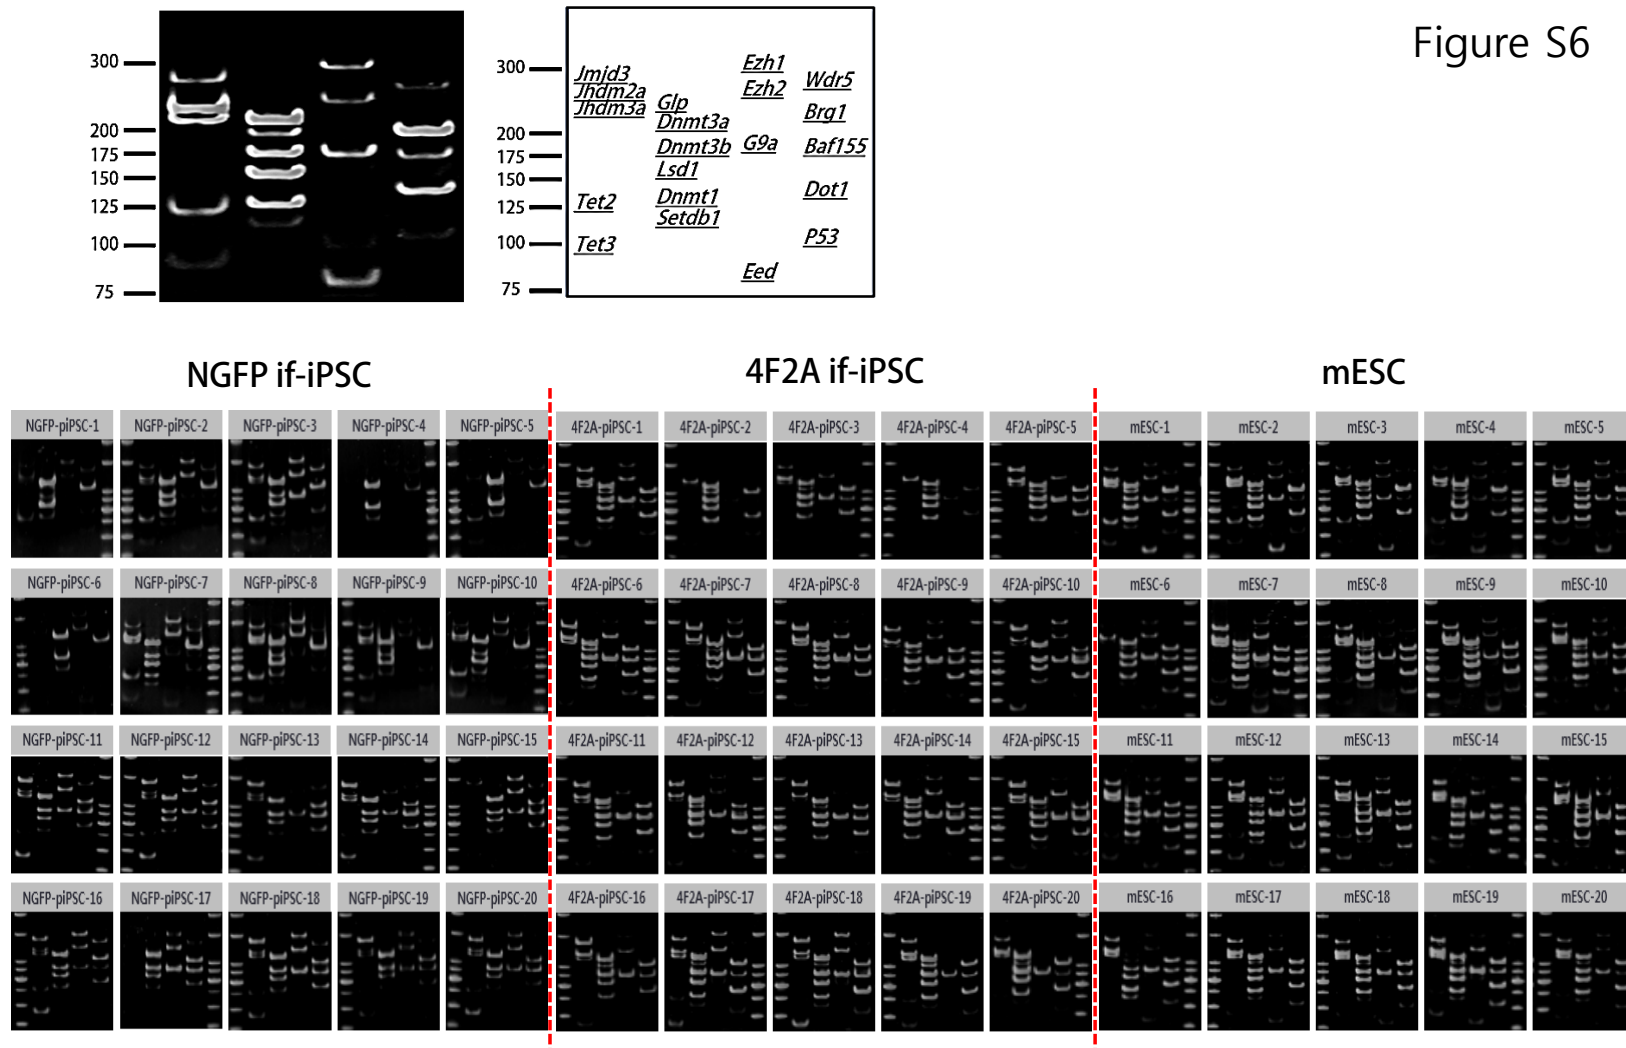 Figure S6
300
200
175
150
125
100
75
300
200
175
150
125
100
75
Jmjd3
Jhdm2a
Jhdm3a
Tet2
Tet3
Glp
Dnmt3a
Dnmt3b
Lsd1
Dnmt1
Setdb1
Ezh1
Ezh2
G9a
Eed
Wdr5
Brg1
Baf155
Dot1
P53
NGFP if-iPSC
4F2A if-iPSC
mESC
NGFP-piPSC-1 NGFP-piPSC-2 NGFP-piPSC-3 NGFP-piPSC-4 NGFP-piPSC-5 4F2A-piPSC-1 4F2A-piPSC-2 4F2A-piPSC-3 4F2A-piPSC-4 4F2A-piPSC-5 mESC-1 mESC-2 mESC-3 mESC-4 mESC-5
NGFP-piPSC-6 NGFP-piPSC-7 NGFP-piPSC-8 NGFP-piPSC-9 NGFP-piPSC-10 4F2A-piPSC-6 4F2A-piPSC-7 4F2A-piPSC-8 4F2A-piPSC-9 4F2A-piPSC-10 mESC-6 mESC-7 mESC-8 mESC-9 mESC-10
NGFP-piPSC-11 NGFP-piPSC-12 NGFP-piPSC-13 NGFP-piPSC-14 NGFP-piPSC-15 4F2A-piPSC-11 4F2A-piPSC-12 4F2A-piPSC-13 4F2A-piPSC-14 4F2A-piPSC-15 mESC-11 mESC-12 mESC-13 mESC-14 mESC-15
NGFP-piPSC-16 NGFP-piPSC-17 NGFP-piPSC-18 NGFP-piPSC-19 NGFP-piPSC-20 4F2A-piPSC-16 4F2A-piPSC-17 4F2A-piPSC-18 4F2A-piPSC-19 4F2A-piPSC-20 mESC-16 mESC-17 mESC-18 mESC-19 mESC-20